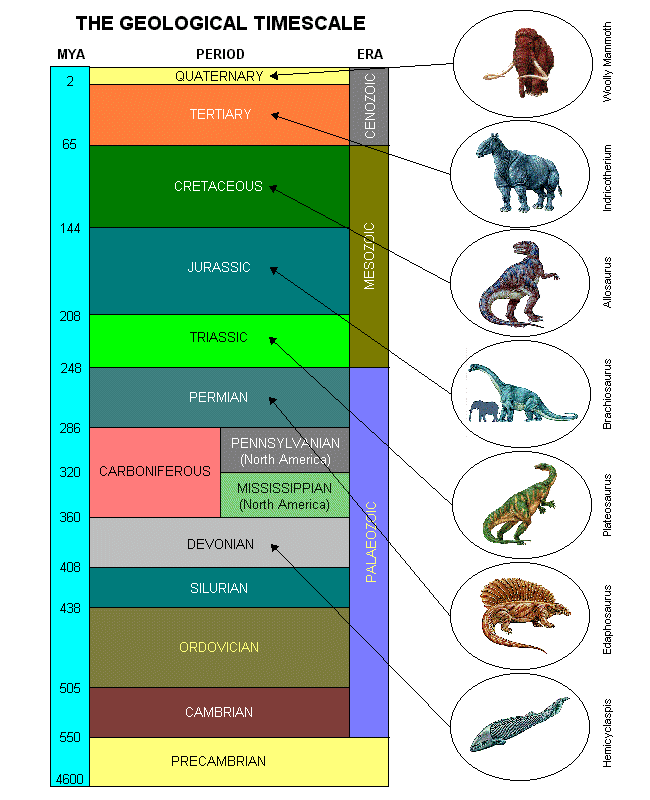 THE GEOLOGICAL TIMESCALE
MYA
PERIOD
ERA
2
QUATERNARY
TERTIARY
CENOZOIC
65
CRETACEOUS
144
JURASSIC
MESOZOIC
208
TRIASSIC
248
PERMIAN
286
CARBONIFEROUS
PENNSYLVANIAN
(North America)
320
MISSISSIPPIAN
(North America)
360
DEVONIAN
PALAEOZOIC
408
SILURIAN
438
ORDOVICIAN
505
CAMBRIAN
550
PRECAMBRIAN
4600
Woolly Mammoth
Indricotherium
Allosaurus
Brachiosaurus
Plateosaurus
Edaphosaurus
Hemicyclaspis